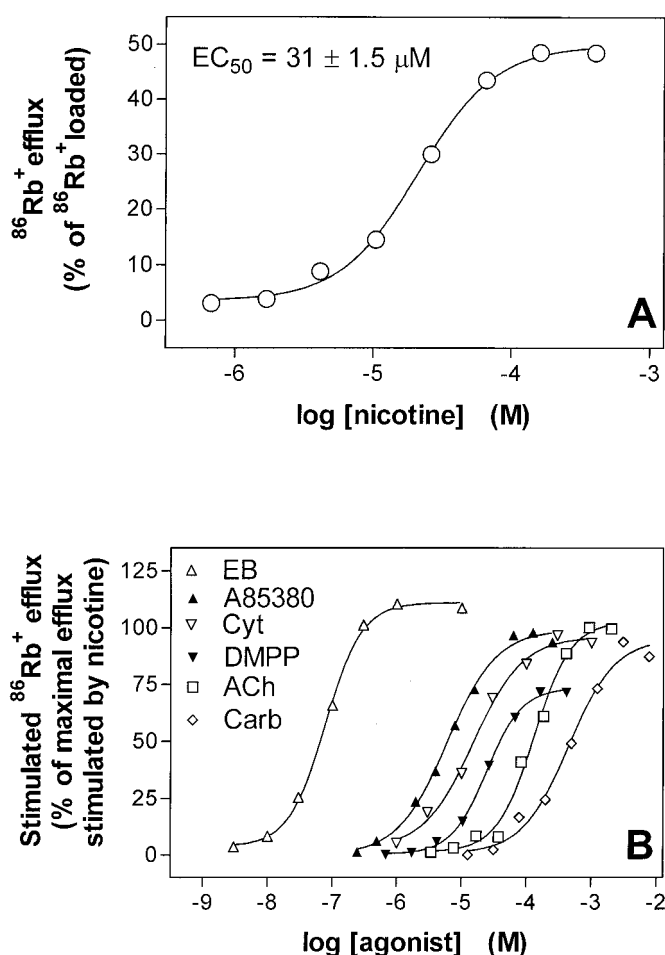 50
40
30
20
10
0
⁸⁶Rb⁺ efflux
(% of ⁸⁶Rb⁺ loaded)
EC₅₀ = 31 ± 1.5 μM
A
-6 -5 -4 -3
log [nicotine] (M)
125
100
75
50
25
0
Stimulated ⁸⁶Rb⁺ efflux
(% of maximal efflux
stimulated by nicotine)
EB
A85380
Cyt
DMPP
ACh
Carb
B
-9 -8 -7 -6 -5 -4 -3 -2
log [agonist] (M)